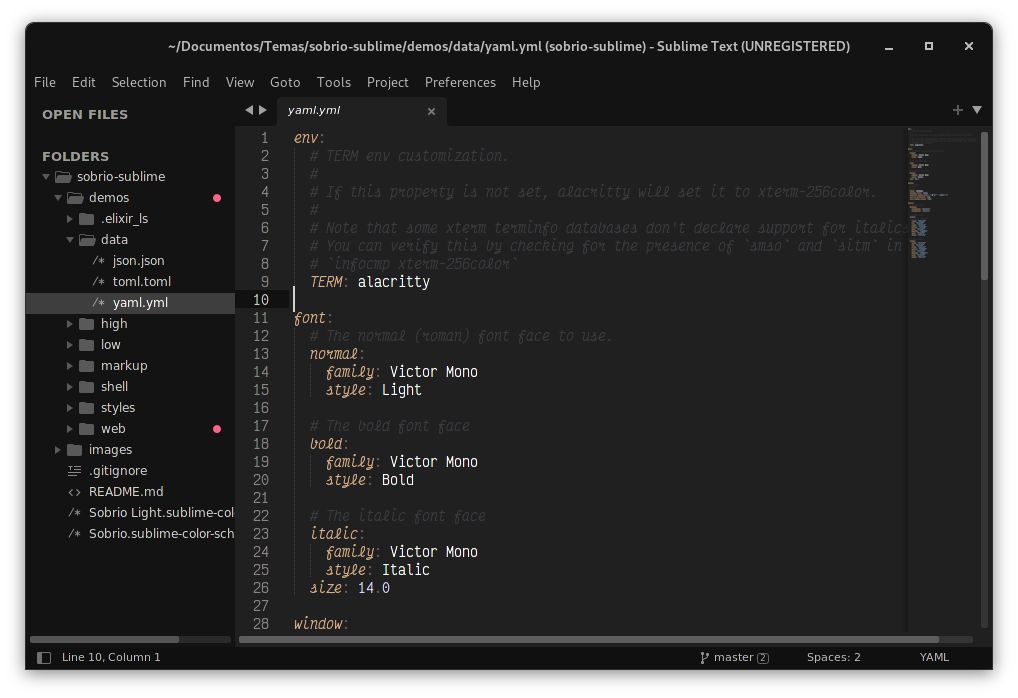 ~/Documentos/Temas/sobrio-sublime/demos/data/yaml.yml (sobrio-sublime) - Sublime Text (UNREGISTERED)
File Edit Selection Find View Goto Tools Project Preferences Help
OPEN FILES
FOLDERS
sobrio-sublime
demos
.elixir_ls
data
/* json.json
/* toml.toml
/* yaml.yml
high
low
markup
shell
styles
web
images
.gitignore
<> README.md
/* Sobrio Light.sublime-col
/* Sobrio.sublime-color-sch
yaml.yml
1 env:
2 # TERM env customization.
3 #
4 # If this property is not set, alacritty will set it to xterm-256color.
5 #
6 # Note that some xterm terminfo databases don't declare support for italics
7 # You can verify this by checking for the presence of `smso` and `sitm` in
8 # `infocmp xterm-256color`
9 TERM: alacritty
10
11 font:
12 # The normal (roman) font face to use.
13 normal:
14 family: Victor Mono
15 style: Light
16
17 # The bold font face
18 bold:
19 family: Victor Mono
20 style: Bold
21
22 # The italic font face
23 italic:
24 family: Victor Mono
25 style: Italic
26 size: 14.0
27
28 window:
Line 10, Column 1
master 2
Spaces: 2
YAML